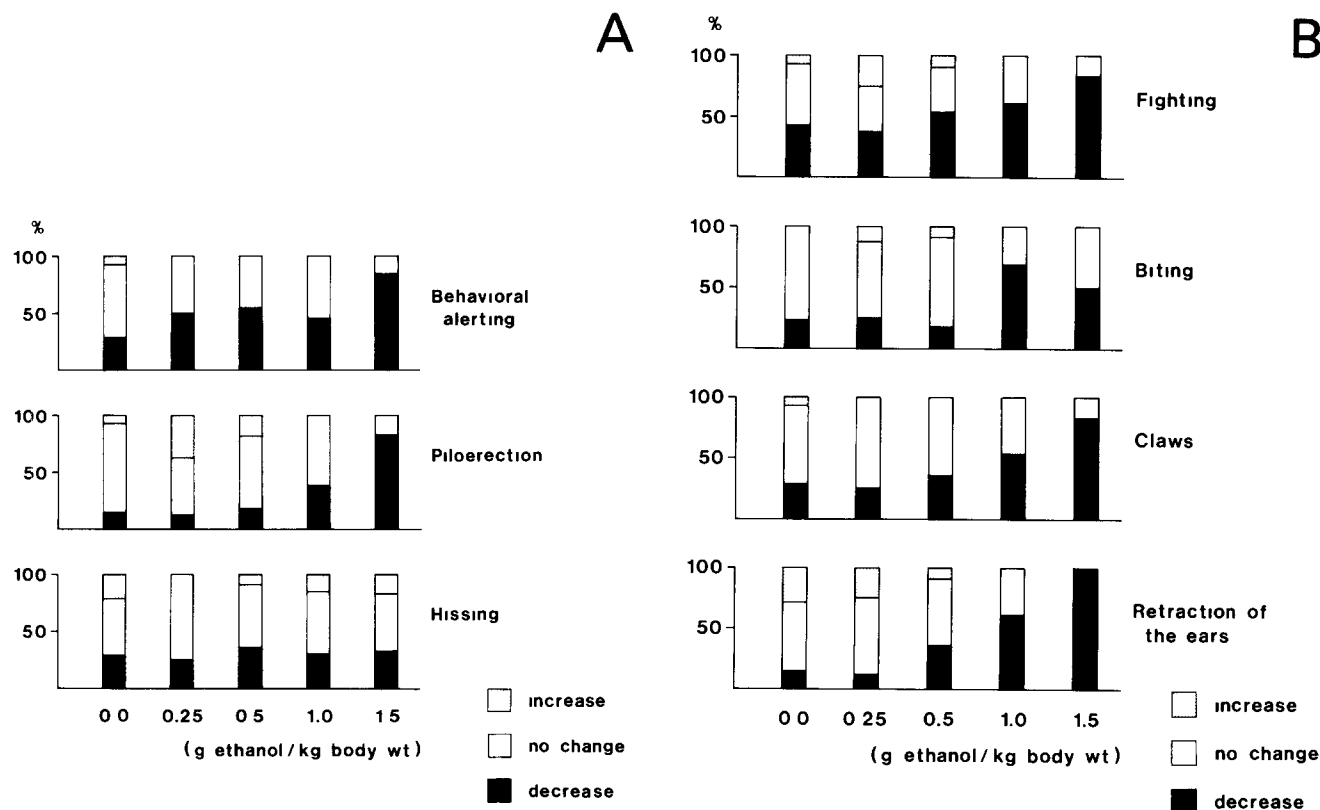 A
%
100
50
Behavioral
alerting
100
50
Piloerection
100
50
Hissing
0 0 0.25 0 5 1.0 1 5
(g ethanol/kg body wt)
increase
no change
decrease
B
%
100
50
Fighting
100
50
Biting
100
50
Claws
100
50
Retraction of
the ears
0 0 0 25 0.5 1.0 1.5
(g ethanol/kg body wt)
increase
no change
decrease